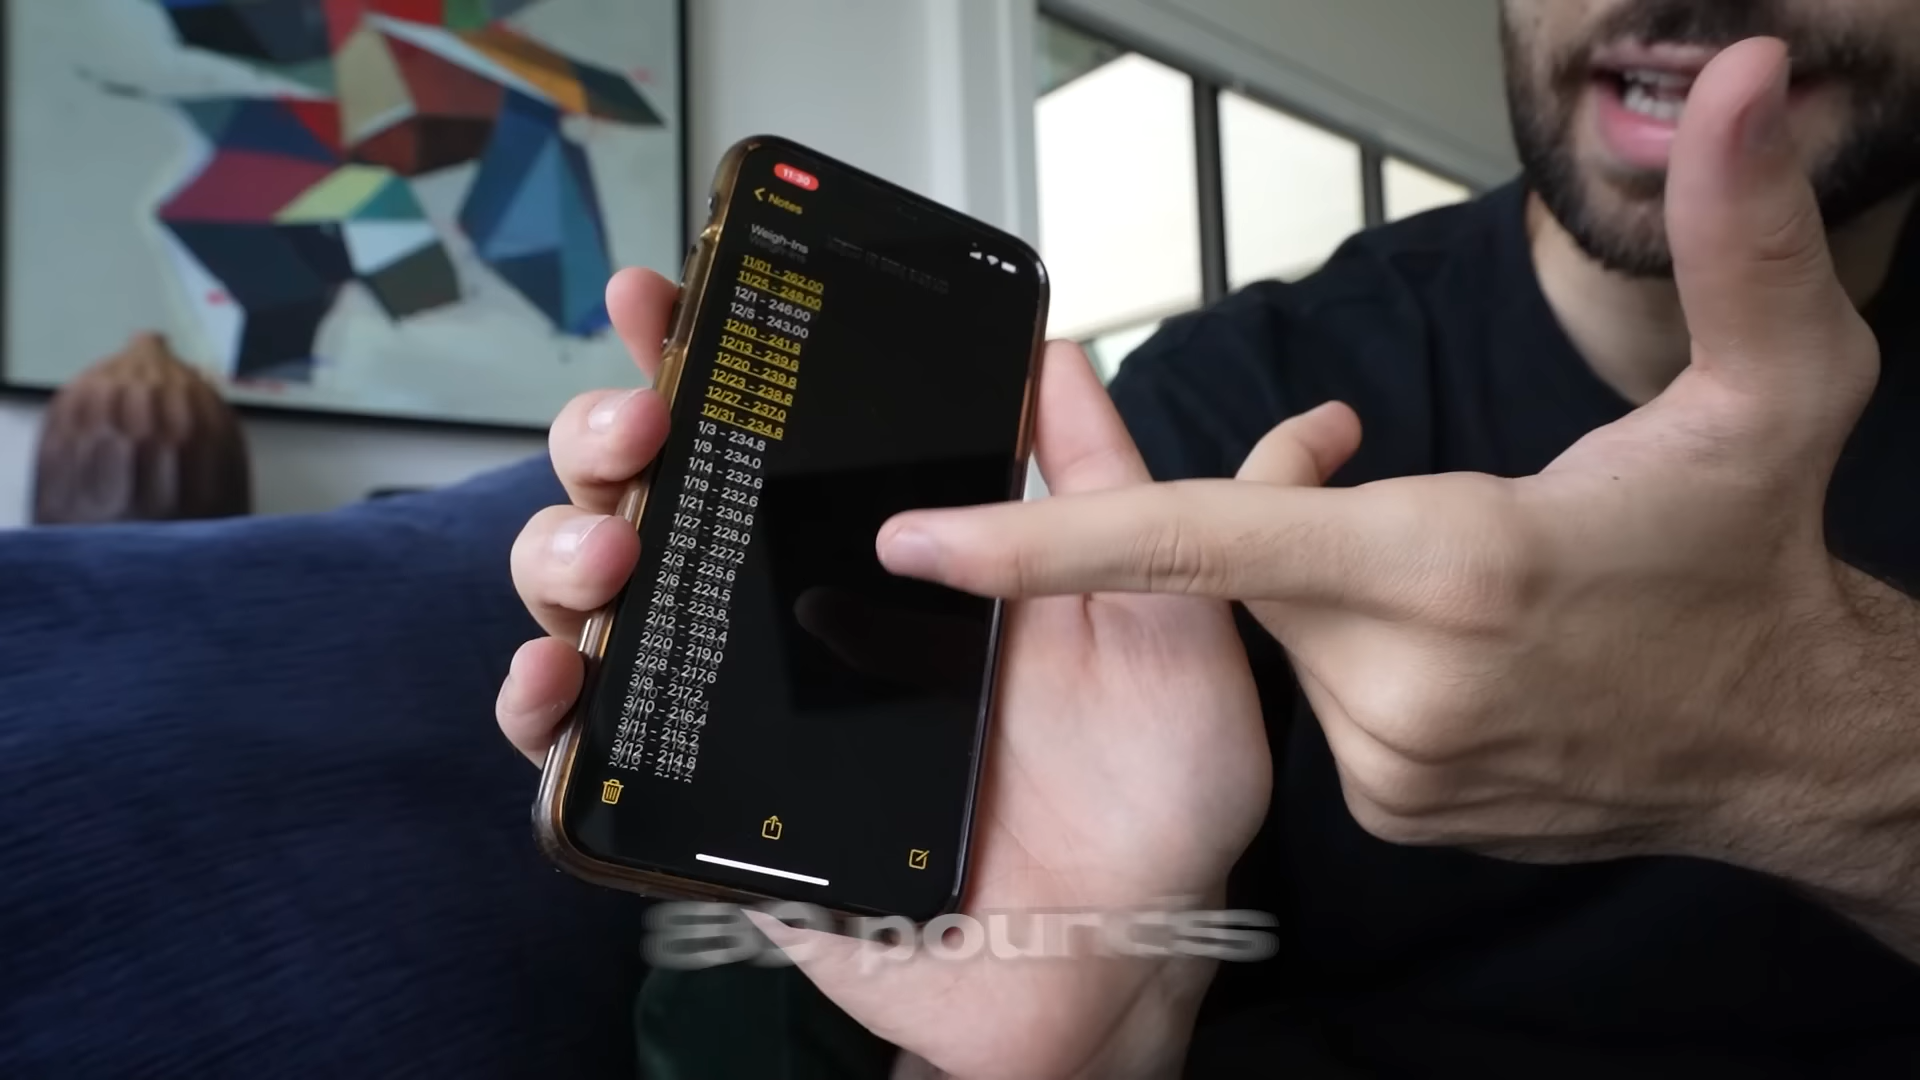 11:30
Notes
Weigh-Ins
11/01 - 262.00
11/25 - 248.00
12/1 - 246.00
12/5 - 243.00
12/10 - 241.8
12/13 - 239.6
12/20 - 239.8
12/23 - 238.8
12/27 - 237.0
12/31 - 234.8
1/3 - 234.8
1/9 - 234.0
1/14 - 232.6
1/19 - 232.6
1/21 - 230.6
1/27 - 228.0
1/29 - 227.2
2/3 - 225.6
2/6 - 224.5
2/8 - 223.8
2/12 - 223.4
2/20 - 219.0
2/28 - 217.6
3/9 - 217.2
3/10 - 216.4
3/11 - 215.2
3/12 - 214.8
pounds